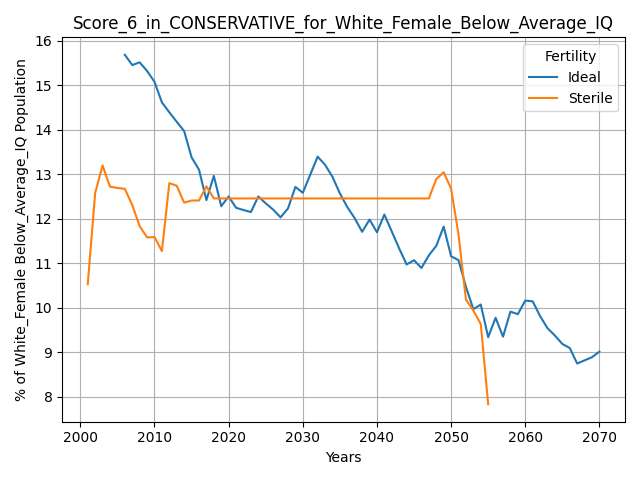 Score_6_in_CONSERVATIVE_for_White_Female_Below_Average_IQ
% of White_Female Below_Average_IQ Population
16
15
14
13
12
11
10
9
8
Fertility
Ideal
Sterile
2000 2010 2020 2030 2040 2050 2060 2070
Years